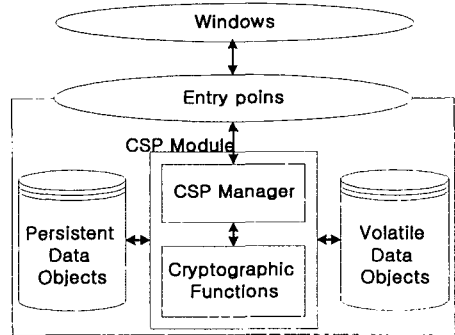 Windows
Entry poins
CSP Module
CSP Manager
Persistent
Data
Objects
Cryptographic
Functions
Volatile
Data
Objects